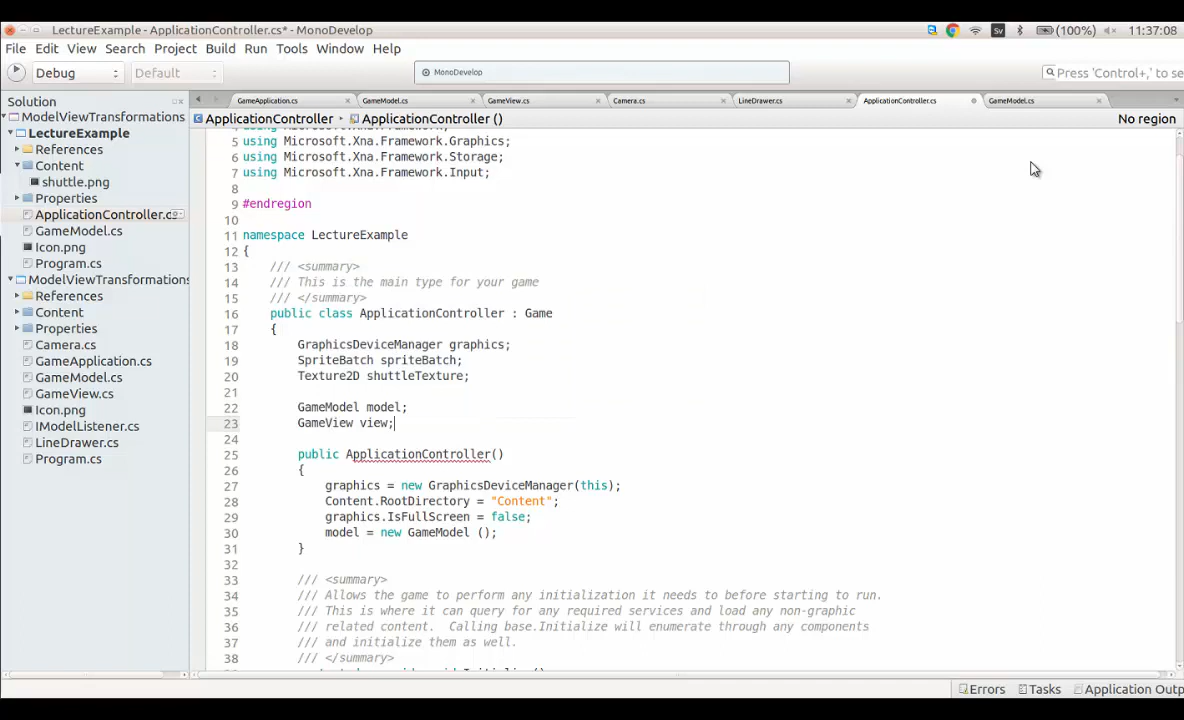 LectureExample - ApplicationController.cs* - MonoDevelop
Sv
(100%)
11:37:08
File Edit View Search Project Build Run Tools Window Help
Debug
Default
MonoDevelop
Press 'Control+,' to se
Solution
GameApplication.cs
GameModel.cs
GameView.cs
Camera.cs
LineDrawer.cs
ApplicationController.cs
GameModel.cs
ModelViewTransformations
ApplicationController
ApplicationController ()
No region
LectureExample
References
Content
shuttle.png
Properties
ApplicationController.cs
GameModel.cs
Icon.png
Program.cs
ModelViewTransformations
References
Content
Properties
Camera.cs
GameApplication.cs
GameModel.cs
GameView.cs
Icon.png
IModelListener.cs
LineDrawer.cs
Program.cs
5 using Microsoft.Xna.Framework.Graphics;
6 using Microsoft.Xna.Framework.Storage;
7 using Microsoft.Xna.Framework.Input;
8
9 #endregion
10
11 namespace LectureExample
12 {
13 /// <summary>
14 /// This is the main type for your game
15 /// </summary>
16 public class ApplicationController : Game
17 {
18 GraphicsDeviceManager graphics;
19 SpriteBatch spriteBatch;
20 Texture2D shuttleTexture;
21
22 GameModel model;
23 GameView view;
24
25 public ApplicationController()
26 {
27 graphics = new GraphicsDeviceManager(this);
28 Content.RootDirectory = "Content";
29 graphics.IsFullScreen = false;
30 model = new GameModel ();
31 }
32
33 /// <summary>
34 /// Allows the game to perform any initialization it needs to before starting to run.
35 /// This is where it can query for any required services and load any non-graphic
36 /// related content.  Calling base.Initialize will enumerate through any components
37 /// and initialize them as well.
38 /// </summary>
Errors
Tasks
Application Outp